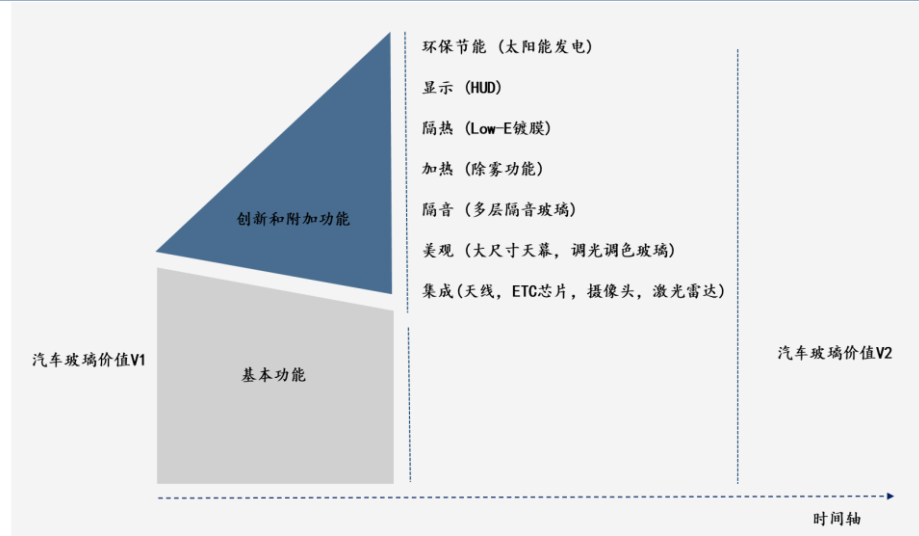 环保节能 (太阳能发电)
显示 (HUD)
隔热 (Low-E镀膜)
加热 (除雾功能)
隔音 (多层隔音玻璃)
美观 (大尺寸天幕, 调光调色玻璃)
集成(天线, ETC芯片, 摄像头, 激光雷达)
创新和附加功能
汽车玻璃价值V1
基本功能
汽车玻璃价值V2
时间轴